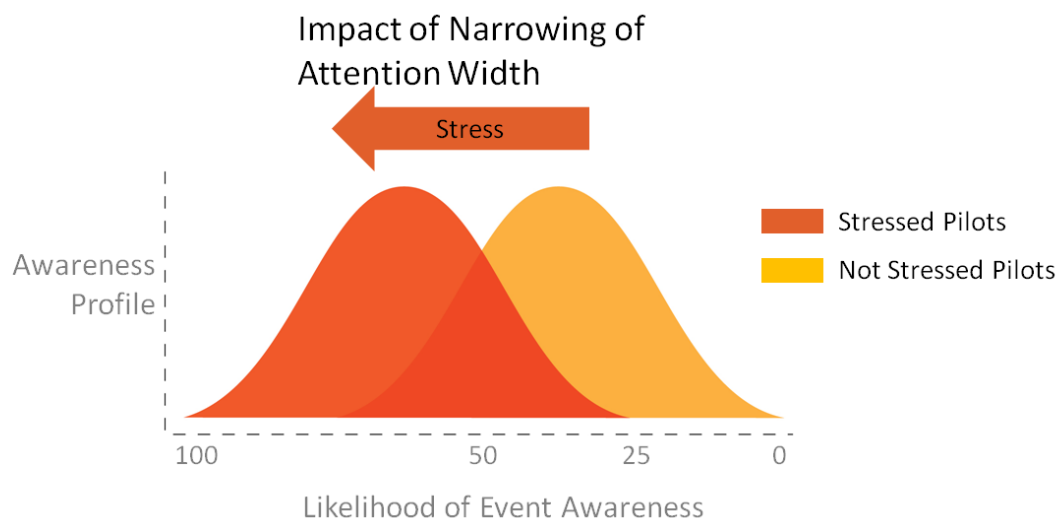 Impact of Narrowing of
Attention Width
Stress
Stressed Pilots
Not Stressed Pilots
Awareness
Profile
100
50
25
0
Likelihood of Event Awareness